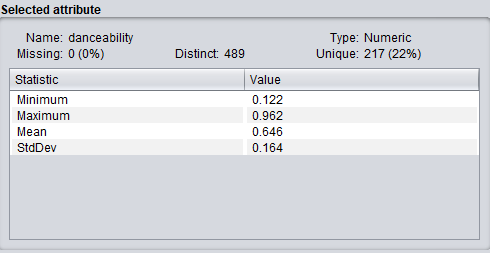 Selected attribute
Name: danceability Type: Numeric
Missing: 0 (0%) Distinct: 489 Unique: 217 (22%)
Statistic Value
Minimum 0.122
Maximum 0.962
Mean 0.646
StdDev 0.164